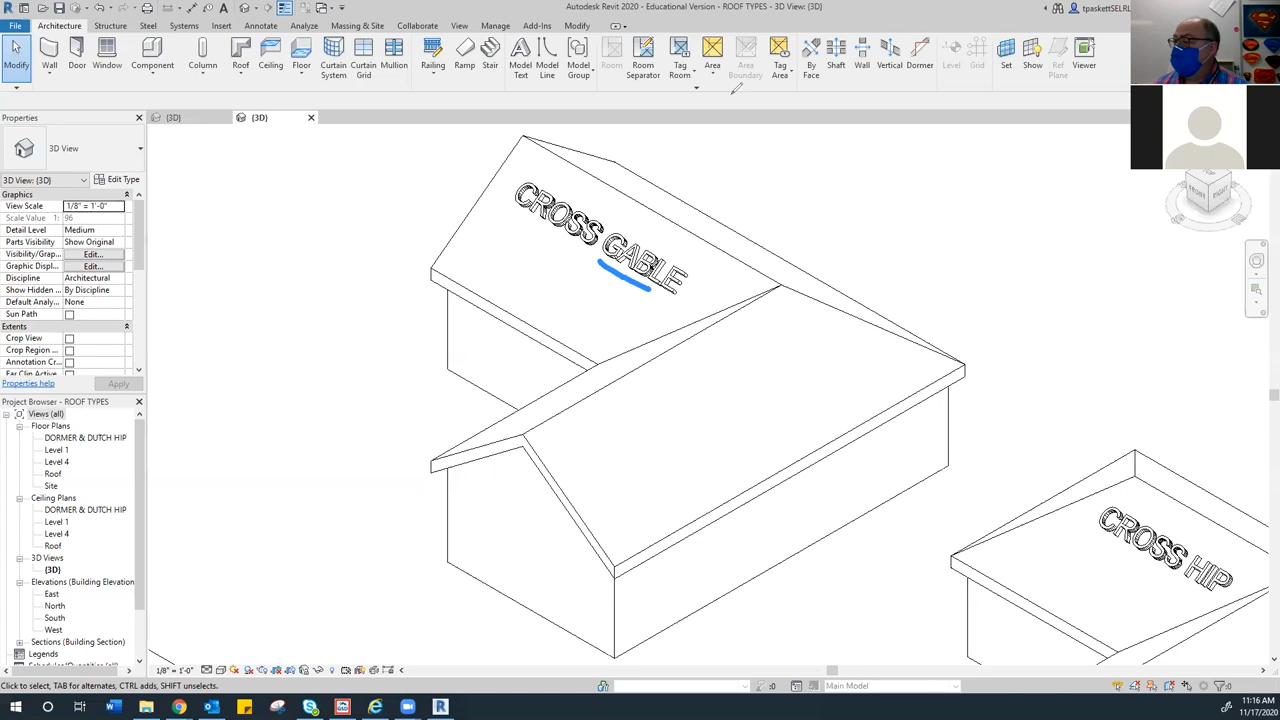 Autodesk Revit 2020 - Educational Version - ROOF TYPES - 3D View: {3D}
tpaskettSELRL
File Architecture Structure Steel Systems Insert Annotate Analyze Massing & Site Collaborate View Manage Add-Ins Modify
Modify Wall Door Window Component Column Roof Ceiling Floor Curtain System Curtain Grid Mullion Railing Ramp Stair Model Text Model Line Model Group Room Room Separator Tag Room Area Area Boundary Tag Area By Face Shaft Wall Vertical Dormer Level Grid Set Show Ref Plane Viewer
Properties
{3D}
{3D}
3D View
3D View: {3D}
Edit Type
Graphics
View Scale 1/8" = 1'-0"
Scale Value 1: 96
Detail Level Medium
Parts Visibility Show Original
Visibility/Grap... Edit...
Graphic Displ... Edit...
Discipline Architectural
Show Hidden ... By Discipline
Default Analy... None
Sun Path
Extents
Crop View
Crop Region ...
Annotation Cr...
Far Clip Active
Properties help
Apply
Project Browser - ROOF TYPES
Views (all)
Floor Plans
DORMER & DUTCH HIP
Level 1
Level 4
Roof
Site
Ceiling Plans
DORMER & DUTCH HIP
Level 1
Level 4
Roof
3D Views
{3D}
Elevations (Building Elevation
East
North
South
West
Sections (Building Section)
Legends
CROSS GABLE
CROSS HIP
FRONT
RIGHT
1/8" = 1'-0"
Click to select, TAB for alternates, CTRL adds, SHIFT unselects.
:0
Main Model
:0
11:16 AM
11/17/2020